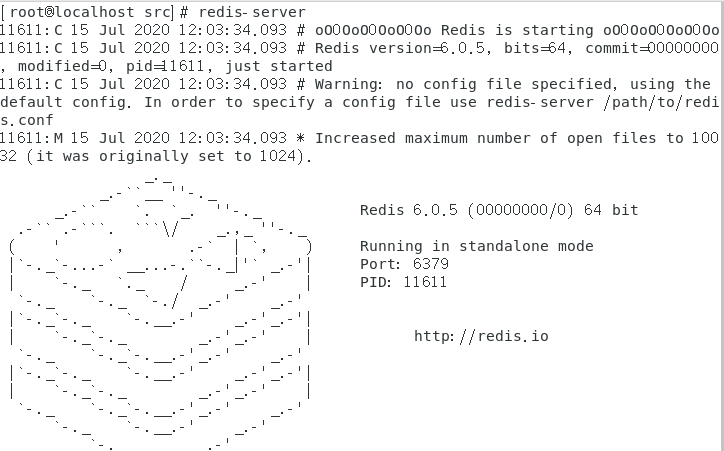 [root@localhost src]# redis-server
11611:C 15 Jul 2020 12:03:34.093 # oO0OoO0OoO0Oo Redis is starting oO0OoO0OoO0Oo
11611:C 15 Jul 2020 12:03:34.093 # Redis version=6.0.5, bits=64, commit=00000000
, modified=0, pid=11611, just started
11611:C 15 Jul 2020 12:03:34.093 # Warning: no config file specified, using the
default config. In order to specify a config file use redis-server /path/to/redi
s.conf
11611:M 15 Jul 2020 12:03:34.093 * Increased maximum number of open files to 100
32 (it was originally set to 1024).
Redis 6.0.5 (00000000/0) 64 bit
Running in standalone mode
Port: 6379
PID: 11611
http://redis.io